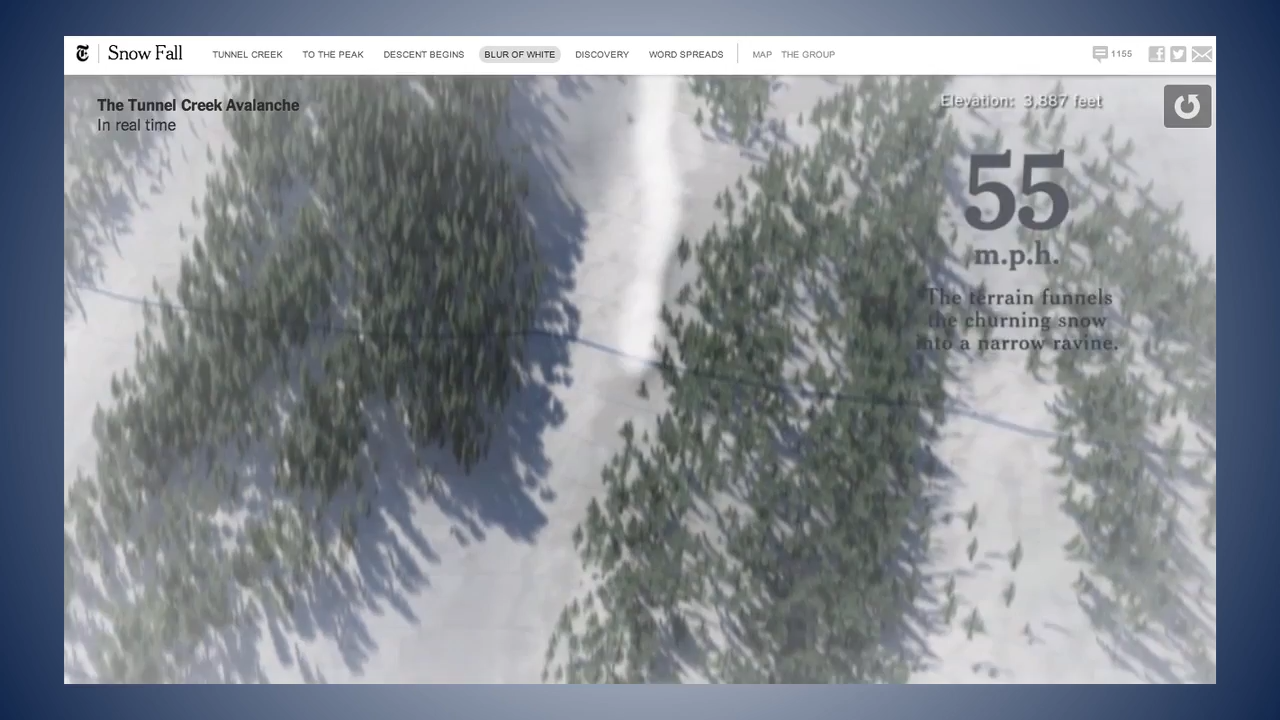 T
Snow Fall
TUNNEL CREEK
TO THE PEAK
DESCENT BEGINS
BLUR OF WHITE
DISCOVERY
WORD SPREADS
MAP
THE GROUP
1155
The Tunnel Creek Avalanche
In real time
Elevation: 3,887 feet
55
m.p.h.
The terrain funnels
the churning snow
into a narrow ravine.